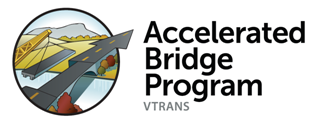 Accelerated
Bridge
Program
VTRANS